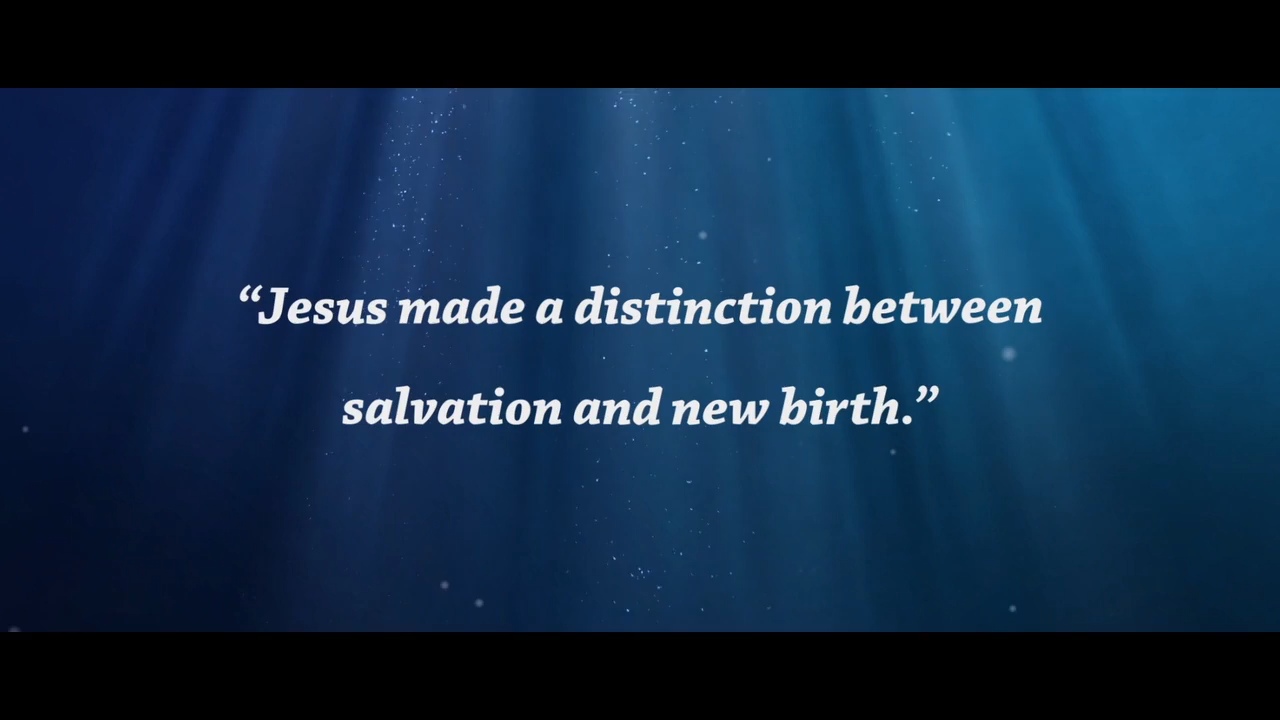 “Jesus made a distinction between
salvation and new birth.”